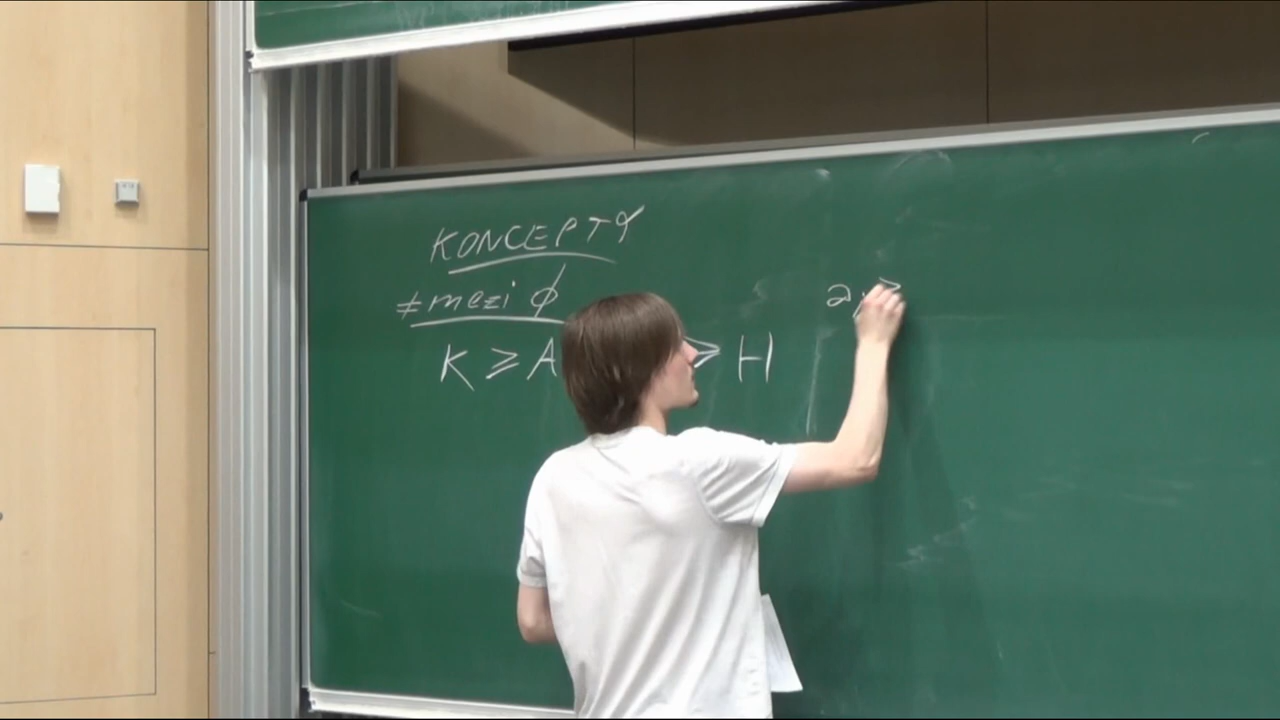 KONCEPTY
≠ mezi ϕ
K ⩾ A ⩾ H